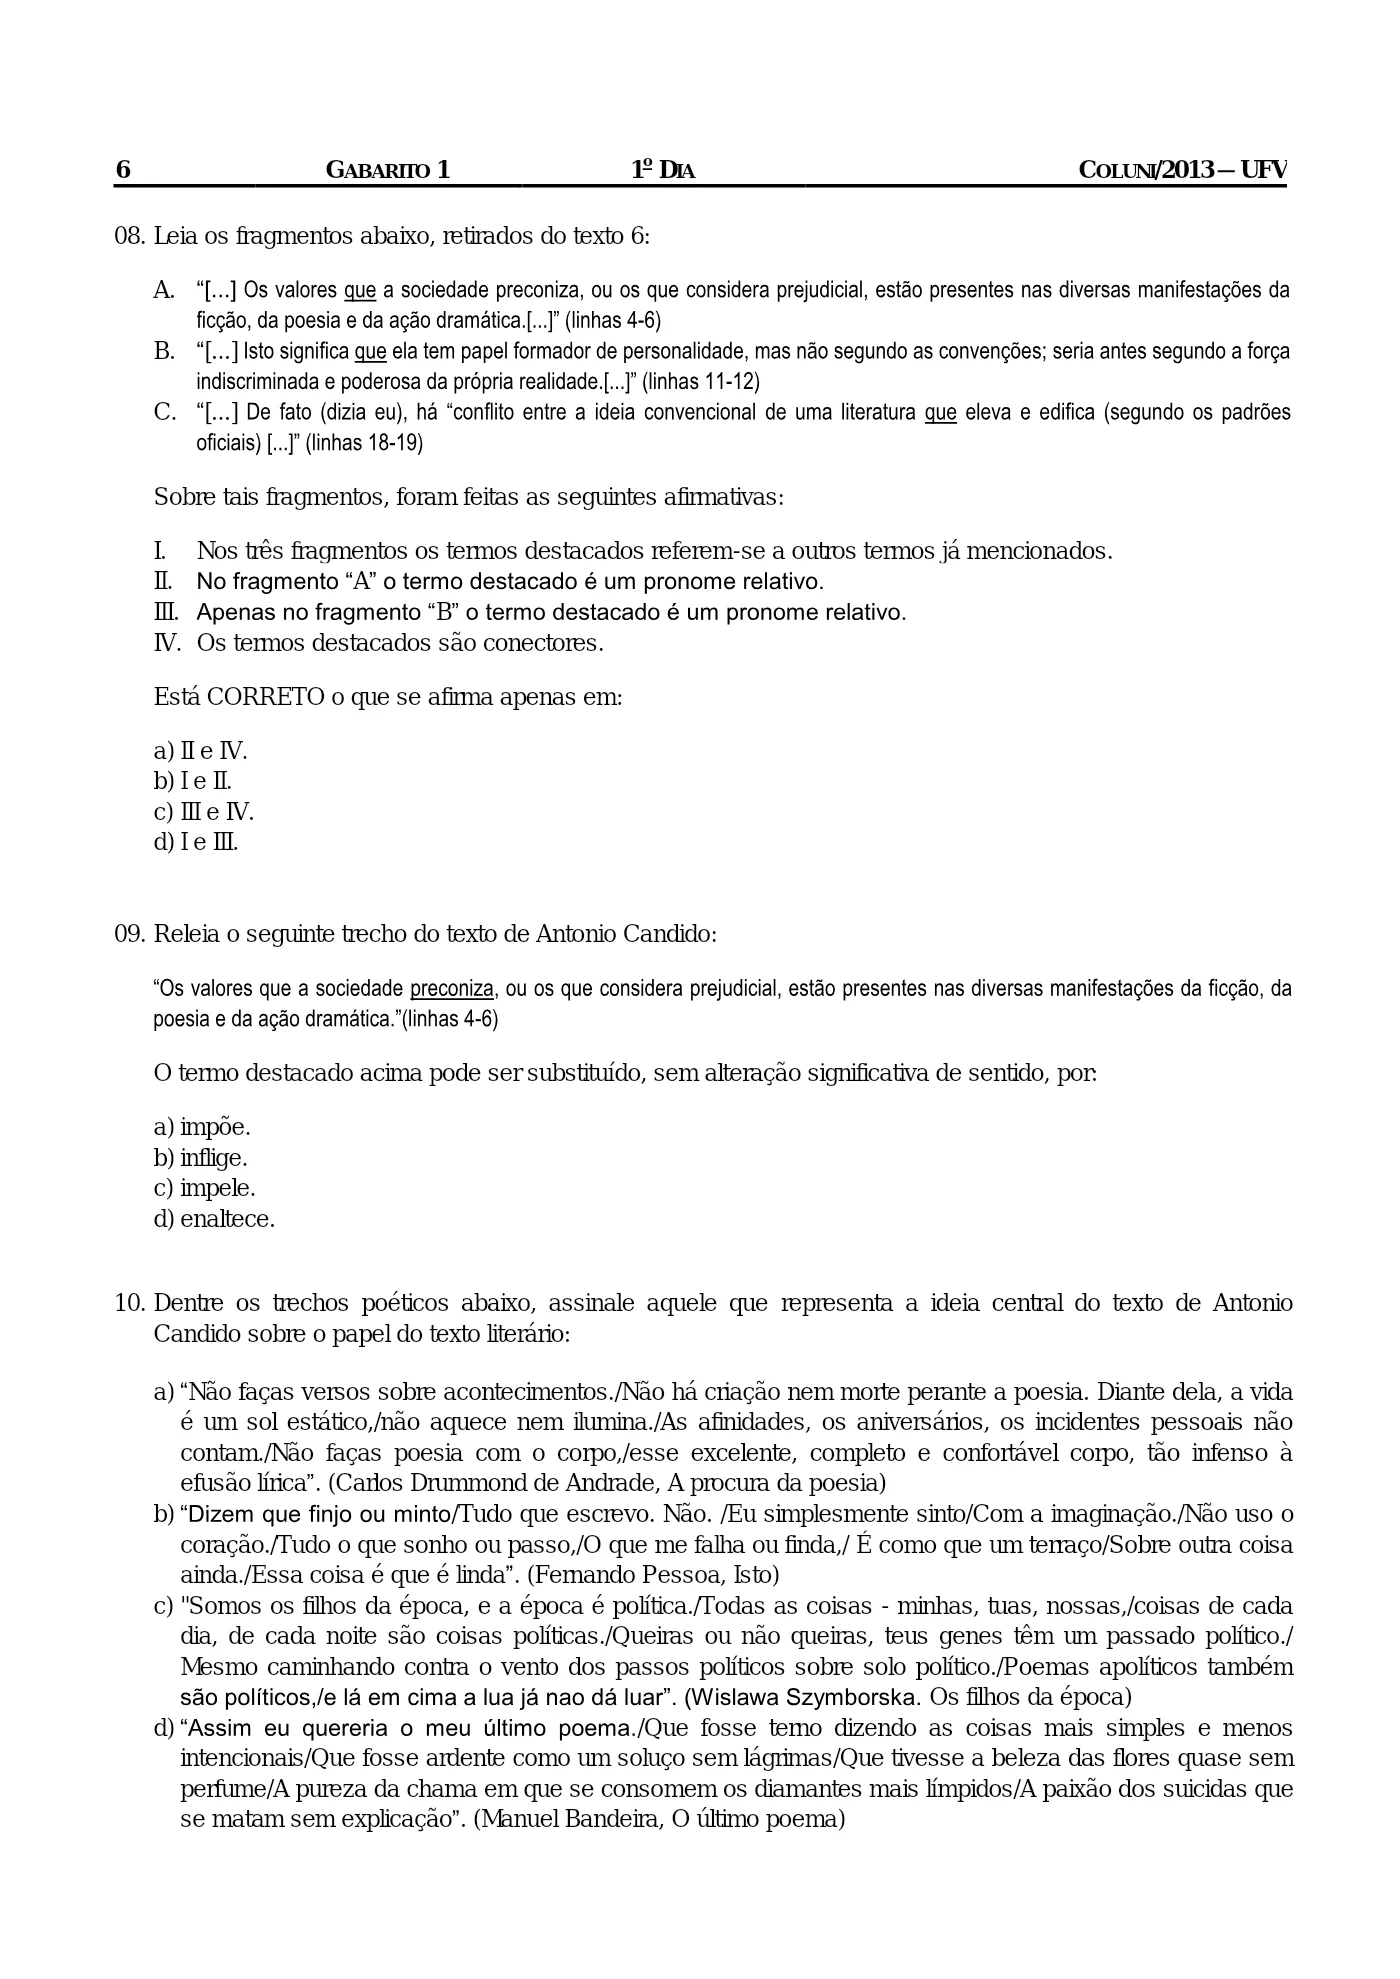 6 GABARITO 1 1º DIA COLUNI/2013 – UFV
08. Leia os fragmentos abaixo, retirados do texto 6:
A. “[...] Os valores que a sociedade preconiza, ou os que considera prejudicial, estão presentes nas diversas manifestações da
ficção, da poesia e da ação dramática.[...]” (linhas 4-6)
B. “[...] Isto significa que ela tem papel formador de personalidade, mas não segundo as convenções; seria antes segundo a força
indiscriminada e poderosa da própria realidade.[...]” (linhas 11-12)
C. “[...] De fato (dizia eu), há “conflito entre a ideia convencional de uma literatura que eleva e edifica (segundo os padrões
oficiais) [...]” (linhas 18-19)
Sobre tais fragmentos, foram feitas as seguintes afirmativas:
I. Nos três fragmentos os termos destacados referem-se a outros termos já mencionados.
II. No fragmento “A” o termo destacado é um pronome relativo.
III. Apenas no fragmento “B” o termo destacado é um pronome relativo.
IV. Os termos destacados são conectores.
Está CORRETO o que se afirma apenas em:
a) II e IV.
b) I e II.
c) III e IV.
d) I e III.
09. Releia o seguinte trecho do texto de Antonio Candido:
“Os valores que a sociedade preconiza, ou os que considera prejudicial, estão presentes nas diversas manifestações da ficção, da
poesia e da ação dramática.”(linhas 4-6)
O termo destacado acima pode ser substituído, sem alteração significativa de sentido, por:
a) impõe.
b) inflige.
c) impele.
d) enaltece.
10. Dentre os trechos poéticos abaixo, assinale aquele que representa a ideia central do texto de Antonio
Candido sobre o papel do texto literário:
a) “Não faças versos sobre acontecimentos./Não há criação nem morte perante a poesia. Diante dela, a vida
é um sol estático,/não aquece nem ilumina./As afinidades, os aniversários, os incidentes pessoais não
contam./Não faças poesia com o corpo,/esse excelente, completo e confortável corpo, tão infenso à
efusão lírica”. (Carlos Drummond de Andrade, A procura da poesia)
b) “Dizem que finjo ou minto/Tudo que escrevo. Não. /Eu simplesmente sinto/Com a imaginação./Não uso o
coração./Tudo o que sonho ou passo,/O que me falha ou finda,/ É como que um terraço/Sobre outra coisa
ainda./Essa coisa é que é linda”. (Fernando Pessoa, Isto)
c) "Somos os filhos da época, e a época é política./Todas as coisas - minhas, tuas, nossas,/coisas de cada
dia, de cada noite são coisas políticas./Queiras ou não queiras, teus genes têm um passado político./
Mesmo caminhando contra o vento dos passos políticos sobre solo político./Poemas apolíticos também
são políticos,/e lá em cima a lua já nao dá luar”. (Wislawa Szymborska. Os filhos da época)
d) “Assim eu quereria o meu último poema./Que fosse terno dizendo as coisas mais simples e menos
intencionais/Que fosse ardente como um soluço sem lágrimas/Que tivesse a beleza das flores quase sem
perfume/A pureza da chama em que se consomem os diamantes mais límpidos/A paixão dos suicidas que
se matam sem explicação”. (Manuel Bandeira, O último poema)